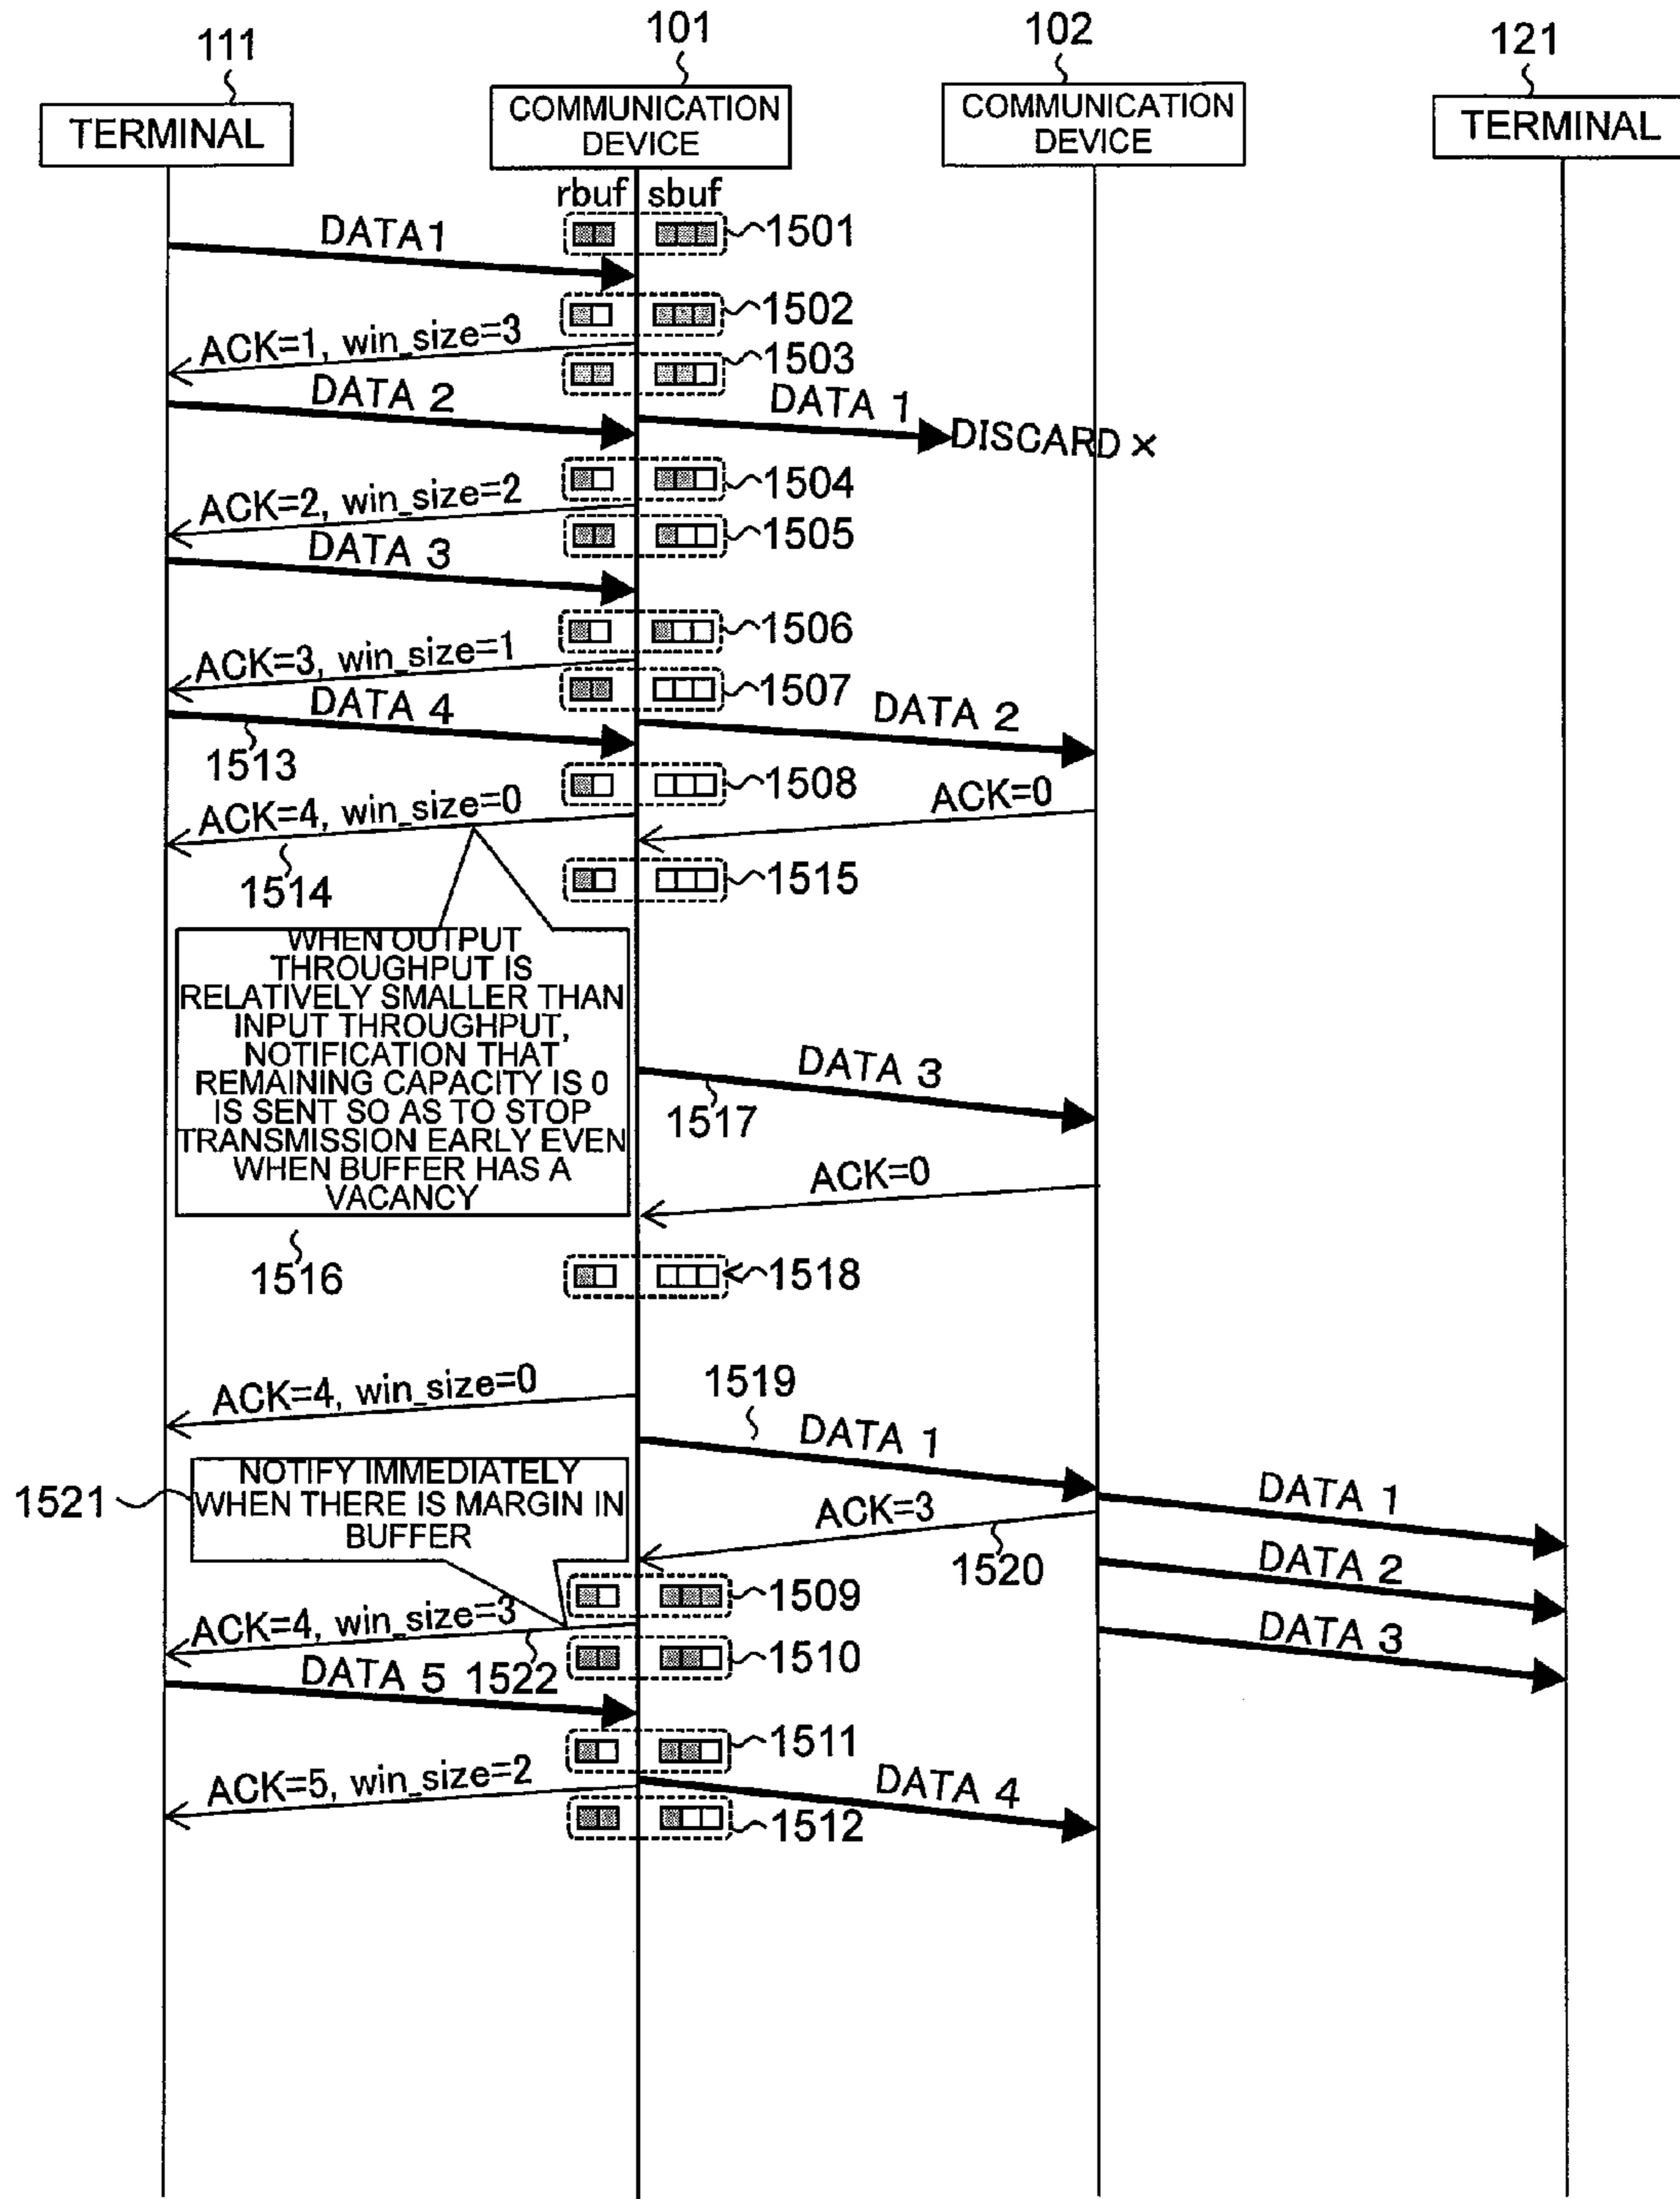 111
101
102
121
TERMINAL
COMMUNICATION
DEVICE
COMMUNICATION
DEVICE
TERMINAL
rbuf sbuf
DATA1
1501
1502
ACK=1, win_size=3
1503
DATA 2
DATA 1
DISCARD ×
1504
ACK=2, win_size=2
1505
DATA 3
1506
ACK=3, win_size=1
1507
DATA 4
DATA 2
1513
1508
ACK=4, win_size=0
ACK=0
1514
1515
WHEN OUTPUT
THROUGHPUT IS
RELATIVELY SMALLER THAN
INPUT THROUGHPUT,
NOTIFICATION THAT
REMAINING CAPACITY IS 0
IS SENT SO AS TO STOP
TRANSMISSION EARLY EVEN
WHEN BUFFER HAS A
VACANCY
DATA 3
1517
ACK=0
1516
1518
ACK=4, win_size=0
1519
DATA 1
1521
NOTIFY IMMEDIATELY
WHEN THERE IS MARGIN IN
BUFFER
ACK=3
1520
DATA 1
DATA 2
1509
ACK=4, win_size=3
DATA 3
1510
DATA 5
1522
1511
ACK=5, win_size=2
DATA 4
1512